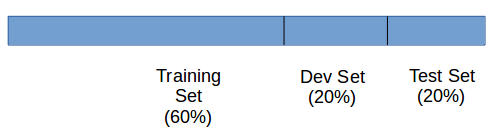 Training
Set
(60%)
Dev Set
(20%)
Test Set
(20%)